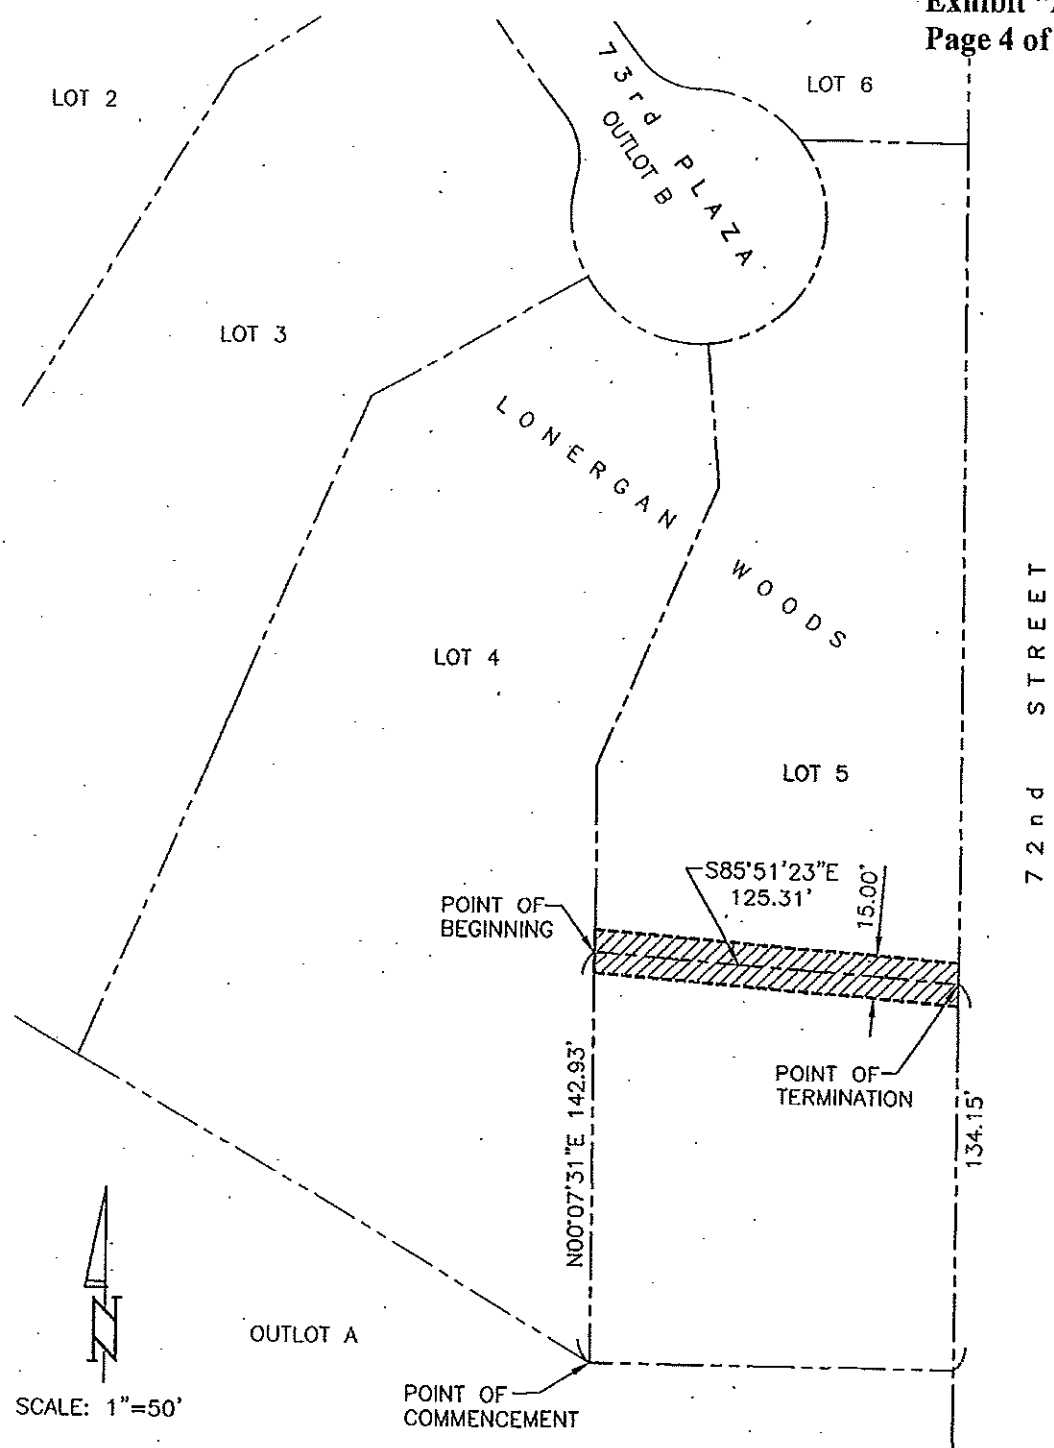 Exhibit "
Page 4 of
LOT 2
LOT 6
73rd PLAZA
OUTLOT B
LOT 3
LONERGAN WOODS
LOT 4
72nd STREET
LOT 5
S85°51'23"E
125.31'
15.00'
POINT OF
BEGINNING
N00°07'31"E 142.93'
POINT OF
TERMINATION
134.15'
OUTLOT A
SCALE: 1"=50'
POINT OF
COMMENCEMENT
N